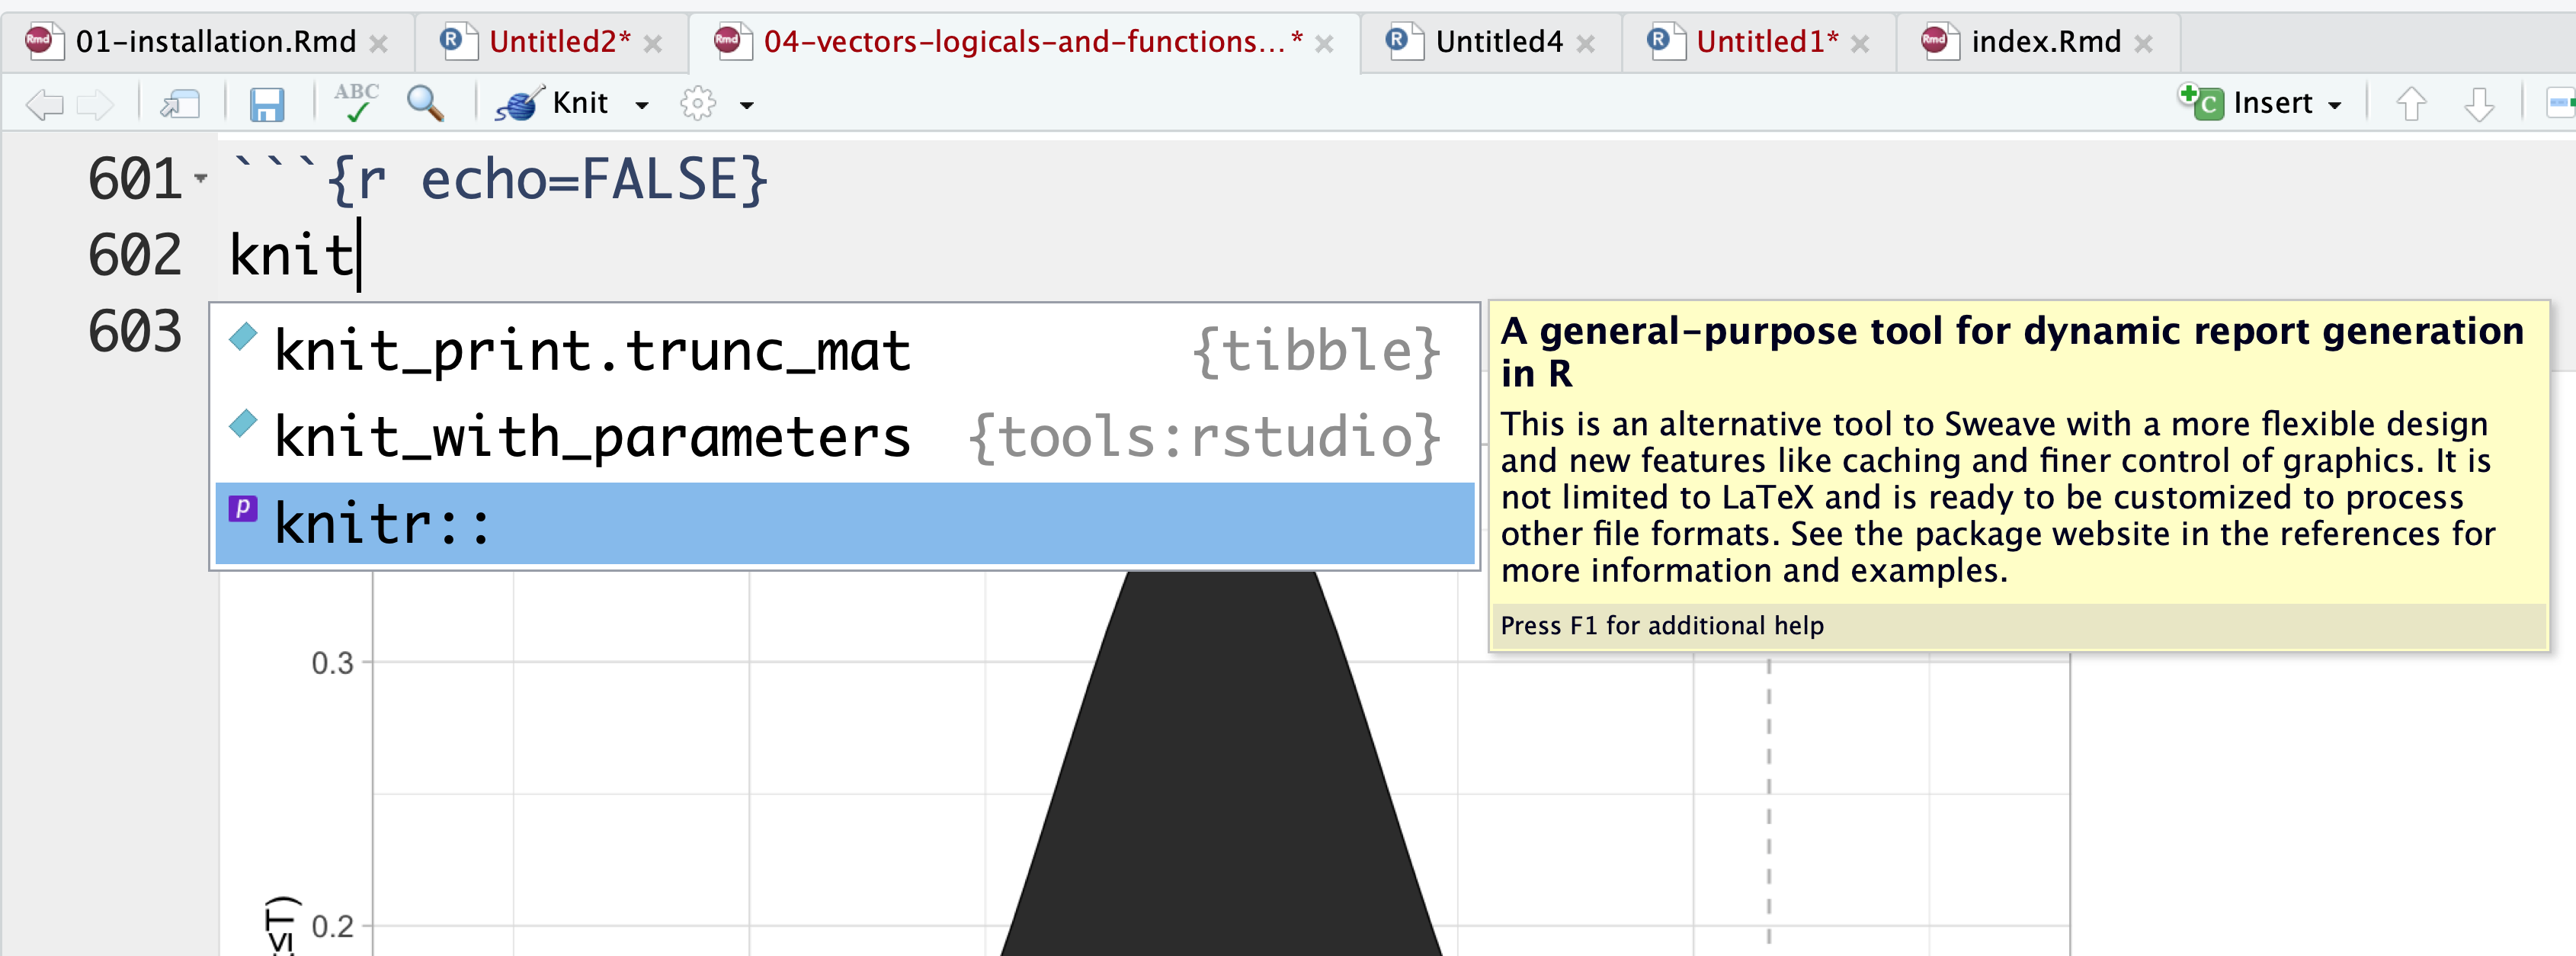 01-installation.Rmd Untitled2* 04-vectors-logicals-and-functions...* Untitled4 Untitled1* index.Rmd
ABC Knit Insert
601 ```{r echo=FALSE}
602 knit
603
knit_print.trunc_mat {tibble}
knit_with_parameters {tools:rstudio}
knitr::
A general-purpose tool for dynamic report generation
in R
This is an alternative tool to Sweave with a more flexible design
and new features like caching and finer control of graphics. It is
not limited to LaTeX and is ready to be customized to process
other file formats. See the package website in the references for
more information and examples.
Press F1 for additional help
0.3
0.2
≤T)